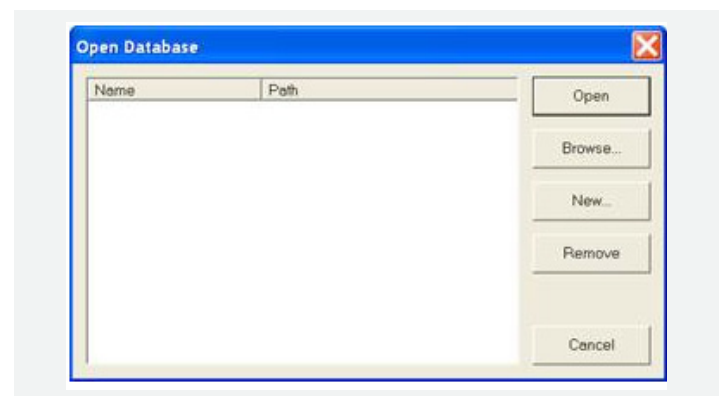 Open Database
Name Path
Open
Browse...
New...
Remove
Cancel